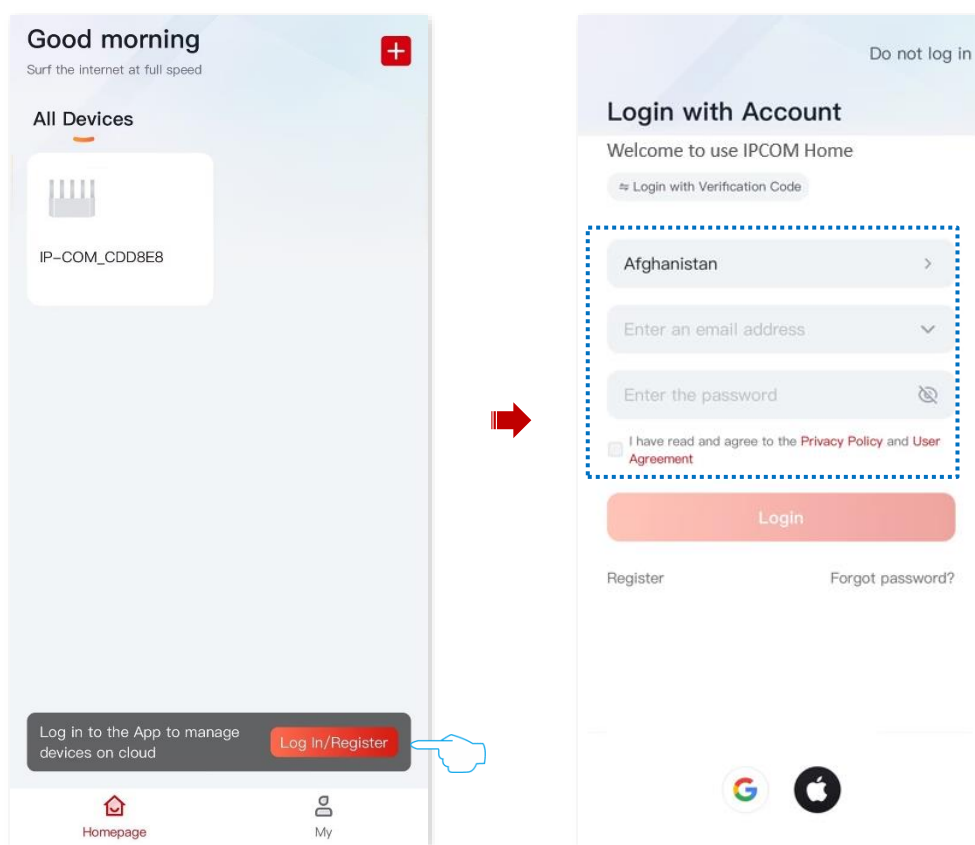 Good morning
Surf the internet at full speed
All Devices
IP-COM_CDD8E8
Log in to the App to manage
devices on cloud
Log In/Register
Homepage
My
Do not log in
Login with Account
Welcome to use IPCOM Home
⇋ Login with Verification Code
Afghanistan
Enter an email address
Enter the password
I have read and agree to the Privacy Policy and User
Agreement
Login
Register
Forgot password?
G